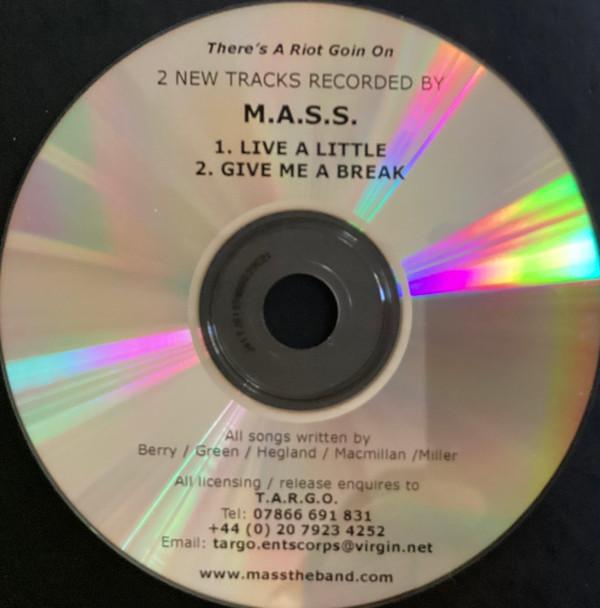 There's A Riot Goin On
2 NEW TRACKS RECORDED BY
M.A.S.S.
1. LIVE A LITTLE
2. GIVE ME A BREAK
All songs written by
Berry / Green / Hegland / Macmillan /Miller
All licensing / release enquires to
T.A.R.G.O.
Tel: 07866 691 831
+44 (0) 20 7923 4252
Email: targo.entscorps@virgin.net
www.masstheband.com